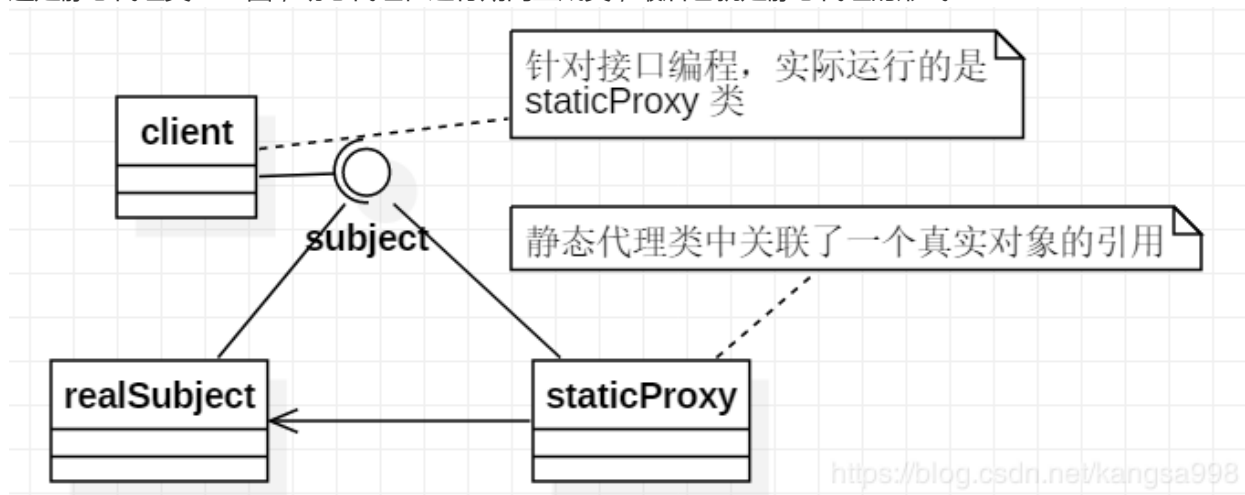 针对接口编程，实际运行的是
staticProxy 类
client
subject
静态代理类中关联了一个真实对象的引用
realSubject
staticProxy
https://blog.csdn.net/kangsa998